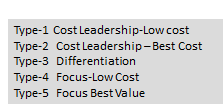 Type-1 Cost Leadership-Low cost
Type-2 Cost Leadership – Best Cost
Type-3 Differentiation
Type-4 Focus-Low Cost
Type-5 Focus Best Value